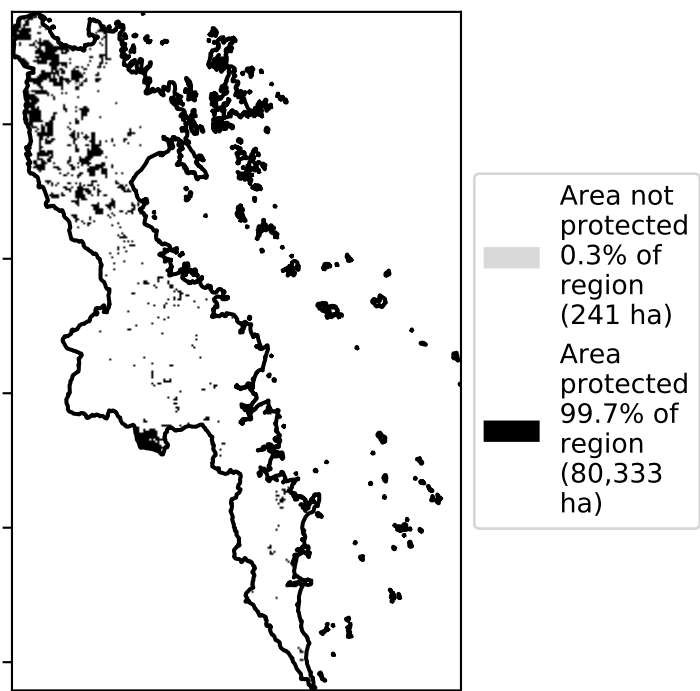 Area not
protected
0.3% of
region
(241 ha)
Area
protected
99.7% of
region
(80,333
ha)